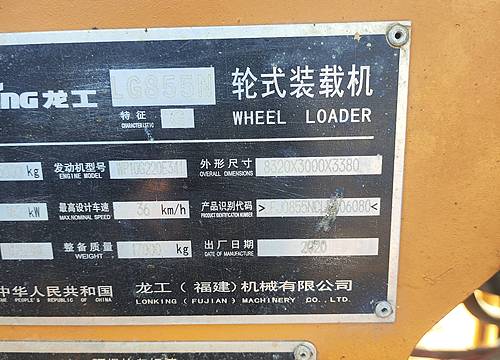 龙工 LG855N 轮式装载机
特征
CHARACTERISTIC
WHEEL LOADER
kg 发动机型号 WP10G220E341 外形尺寸 8320X3000X3380
ENGINE MODEL OVERALL DIMENSIONS
kW 最高设计车速 36 km/h 产品识别代码
MAX.NOMINAL SPEED PRODUCT IDENTIFICATION NUMBER
整备质量 kg 出厂日期 2020
WEIGHT DATE OF MANUFACTURE
中华人民共和国 龙工（福建）机械有限公司
THE PEOPLE'S REPUBLIC OF CHINA LONKING (FUJIAN) MACHINERY CO.,LTD.